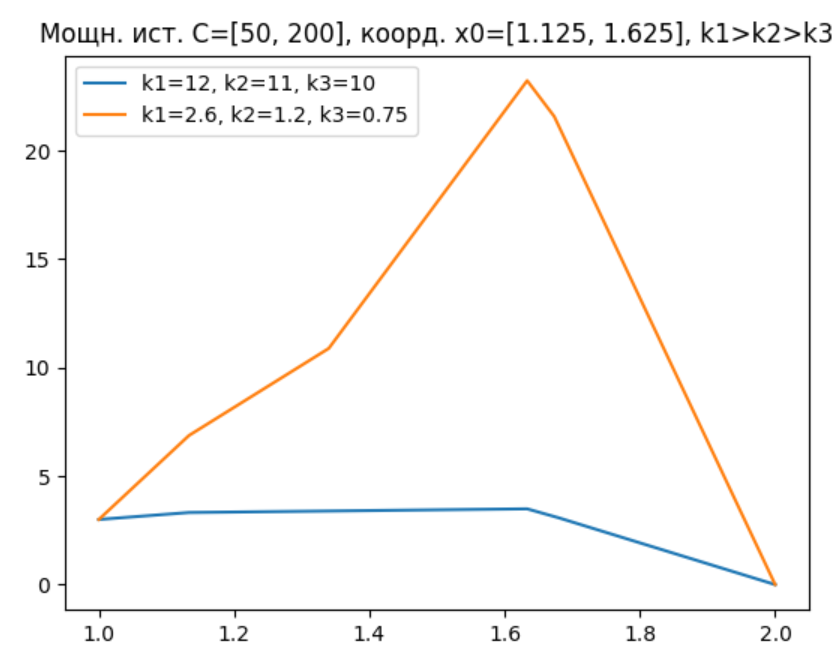 Мощн. ист. C=[50, 200], коорд. x0=[1.125, 1.625], k1>k2>k3
k1=12, k2=11, k3=10
k1=2.6, k2=1.2, k3=0.75
20
15
10
5
0
1.0 1.2 1.4 1.6 1.8 2.0